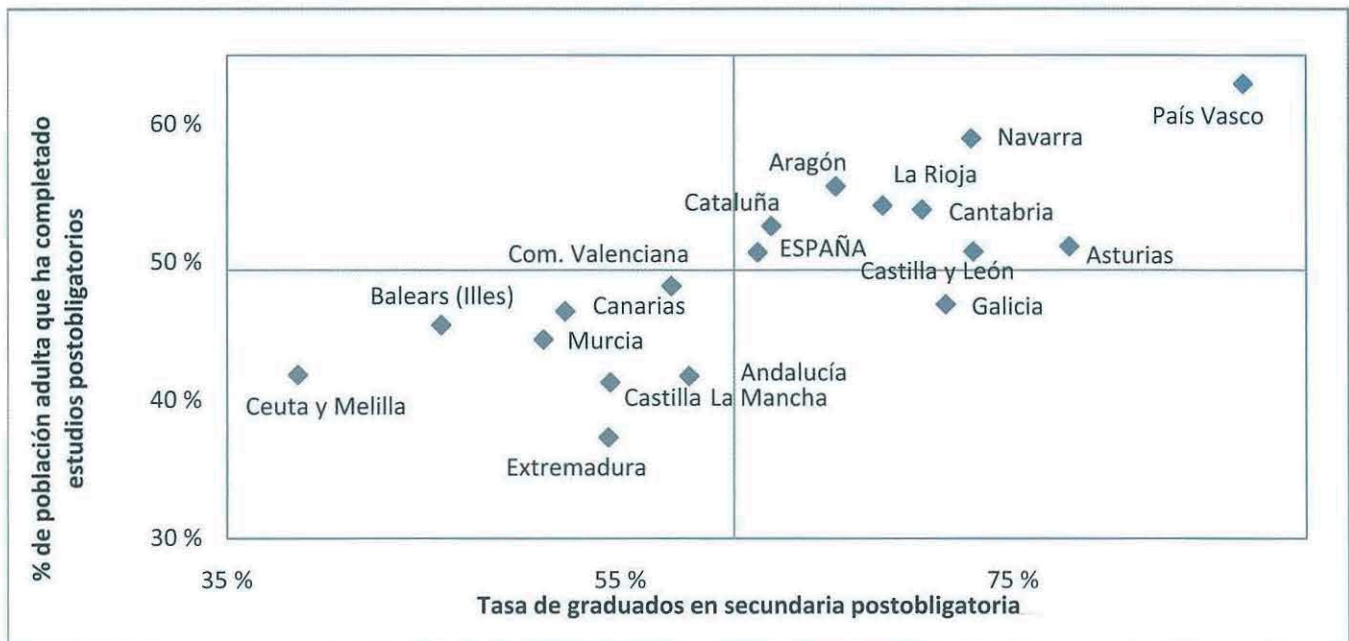 % de población adulta que ha completado
estudios postobligatorios
60 %
50 %
40 %
30 %
País Vasco
Navarra
Aragón
La Rioja
Cataluña
Cantabria
ESPAÑA
Asturias
Com. Valenciana
Castilla y León
Balears (Illes)
Canarias
Galicia
Murcia
Andalucía
Ceuta y Melilla
Castilla La Mancha
Extremadura
35 %
55 %
75 %
Tasa de graduados en secundaria postobligatoria